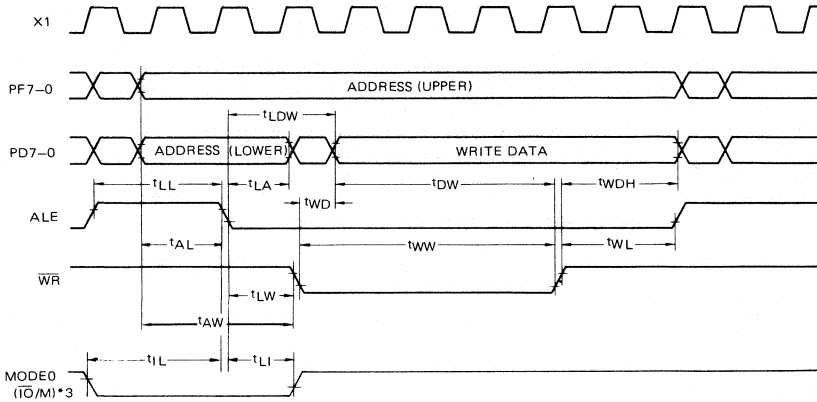 X1
PF7-0
ADDRESS (UPPER)
tLDW
PD7-0
ADDRESS (LOWER)
WRITE DATA
tLL
tLA
tWD
tDW
tWDH
ALE
tAL
tWW
tWL
WR
tLW
tAW
tIL
tLI
MODE0
(IO/M)*3